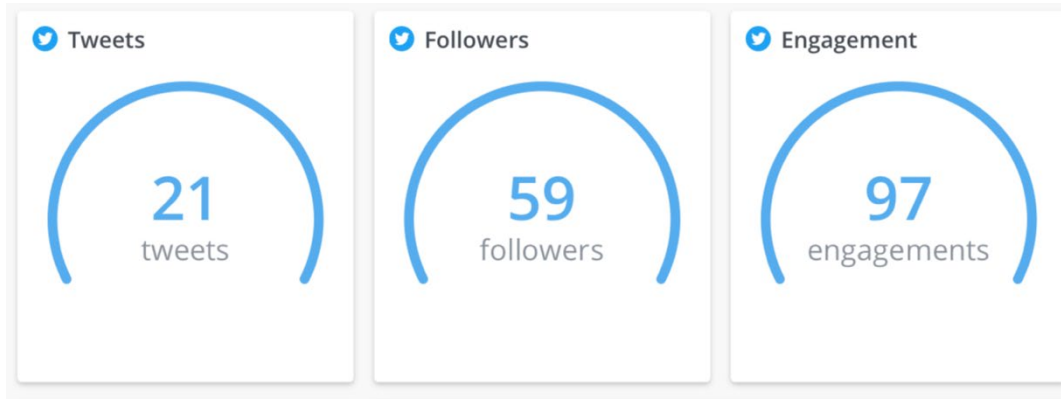 Tweets
21
tweets
Followers
59
followers
Engagement
97
engagements